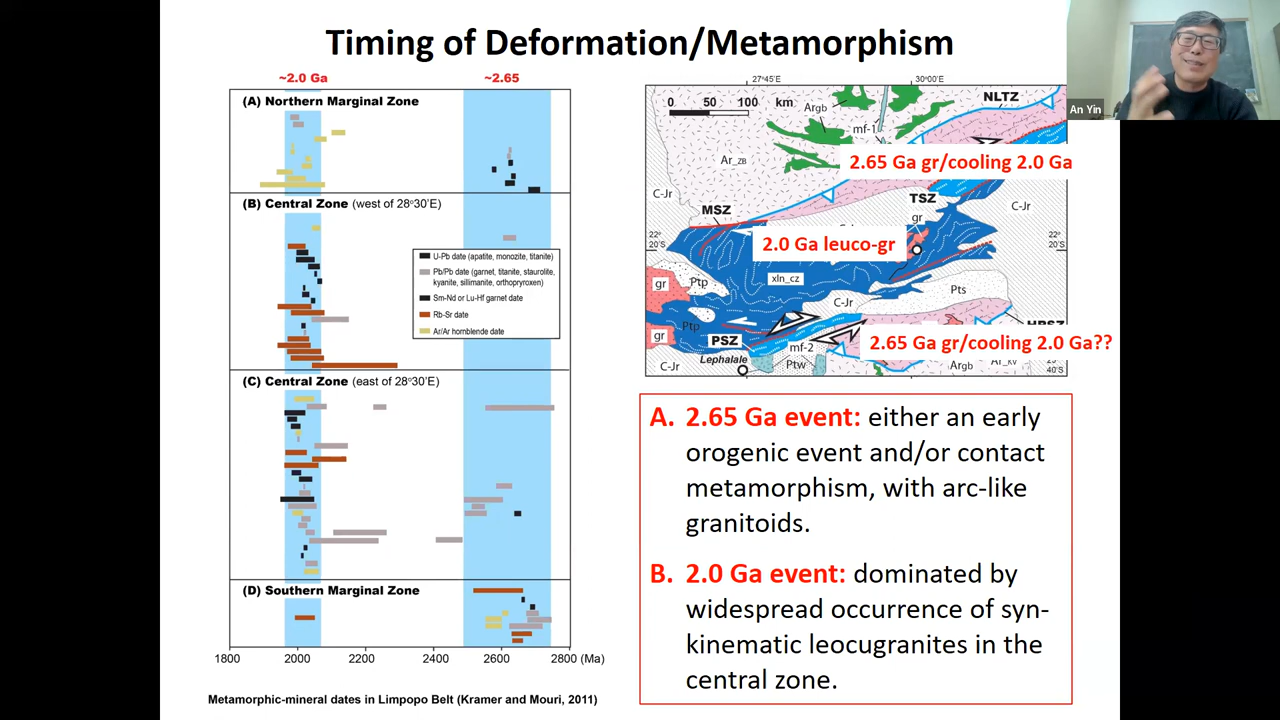 Timing of Deformation/Metamorphism
~2.0 Ga
~2.65
(A) Northern Marginal Zone
(B) Central Zone (west of 28°30'E)
U-Pb date (apatite, monozite, titanite)
Pb/Pb date (garnet, titanite, staurolite,
kyanite, sillimanite, orthopyroxen)
Sm-Nd or Lu-Hf garnet date
Rb-Sr date
Ar/Ar hornblende date
(C) Central Zone (east of 28°30'E)
(D) Southern Marginal Zone
1800
2000
2200
2400
2600
2800 (Ma)
Metamorphic-mineral dates in Limpopo Belt (Kramer and Mouri, 2011)
27°45'E
30°00'E
0 50 100 km
Argb
mf-1
NLTZ
Ar_ZB
2.65 Ga gr/cooling 2.0 Ga
C-Jr
MSZ
TSZ
C-Jr
gr
22°
20'S
2.0 Ga leuco-gr
22°
20'S
gr
Ptp
xln_cz
C-Jr
Pts
Ptp
gr
PSZ
mf-2
2.65 Ga gr/cooling 2.0 Ga??
Lephalale
C-Jr
Ptw
Argb
Ar_KV
40'S
An Yin
A. 2.65 Ga event: either an early
orogenic event and/or contact
metamorphism, with arc-like
granitoids.
B. 2.0 Ga event: dominated by
widespread occurrence of syn-
kinematic leocugranites in the
central zone.